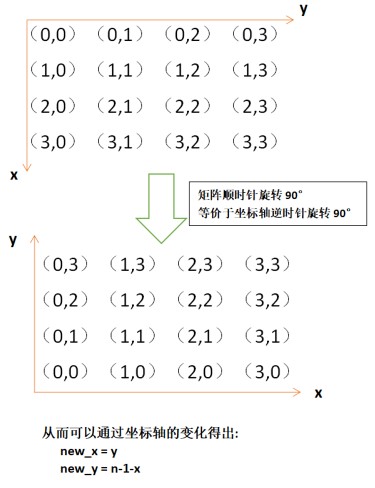 y
（0,0） （0,1） （0,2） （0,3）
（1,0） （1,1） （1,2） （1,3）
（2,0） （2,1） （2,2） （2,3）
（3,0） （3,1） （3,2） （3,3）
x
矩阵顺时针旋转 90°
等价于坐标轴逆时针旋转 90°
y
（0,3） （1,3） （2,3） （3,3）
（0,2） （1,2） （2,2） （3,2）
（0,1） （1,1） （2,1） （3,1）
（0,0） （1,0） （2,0） （3,0）
x
从而可以通过坐标轴的变化得出:
new_x = y
new_y = n-1-x